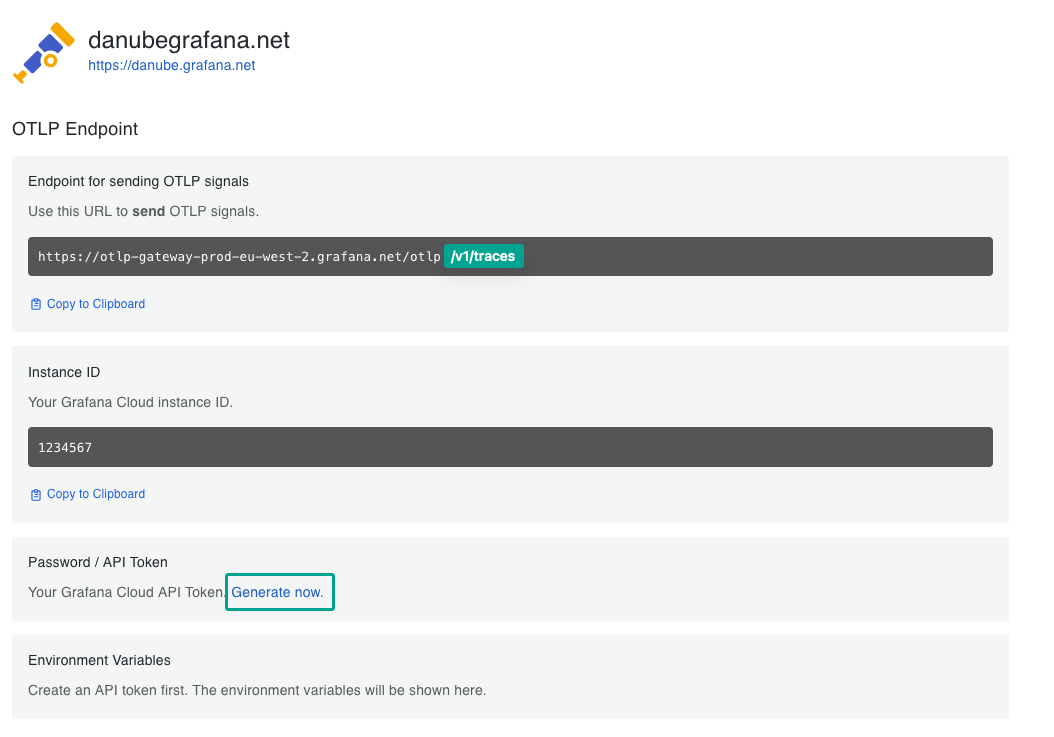 danubegrafana.net
https://danube.grafana.net
OTLP Endpoint
Endpoint for sending OTLP signals
Use this URL to send OTLP signals.
https://otlp-gateway-prod-eu-west-2.grafana.net/otlp /v1/traces
Copy to Clipboard
Instance ID
Your Grafana Cloud instance ID.
1234567
Copy to Clipboard
Password / API Token
Your Grafana Cloud API Token. Generate now.
Environment Variables
Create an API token first. The environment variables will be shown here.